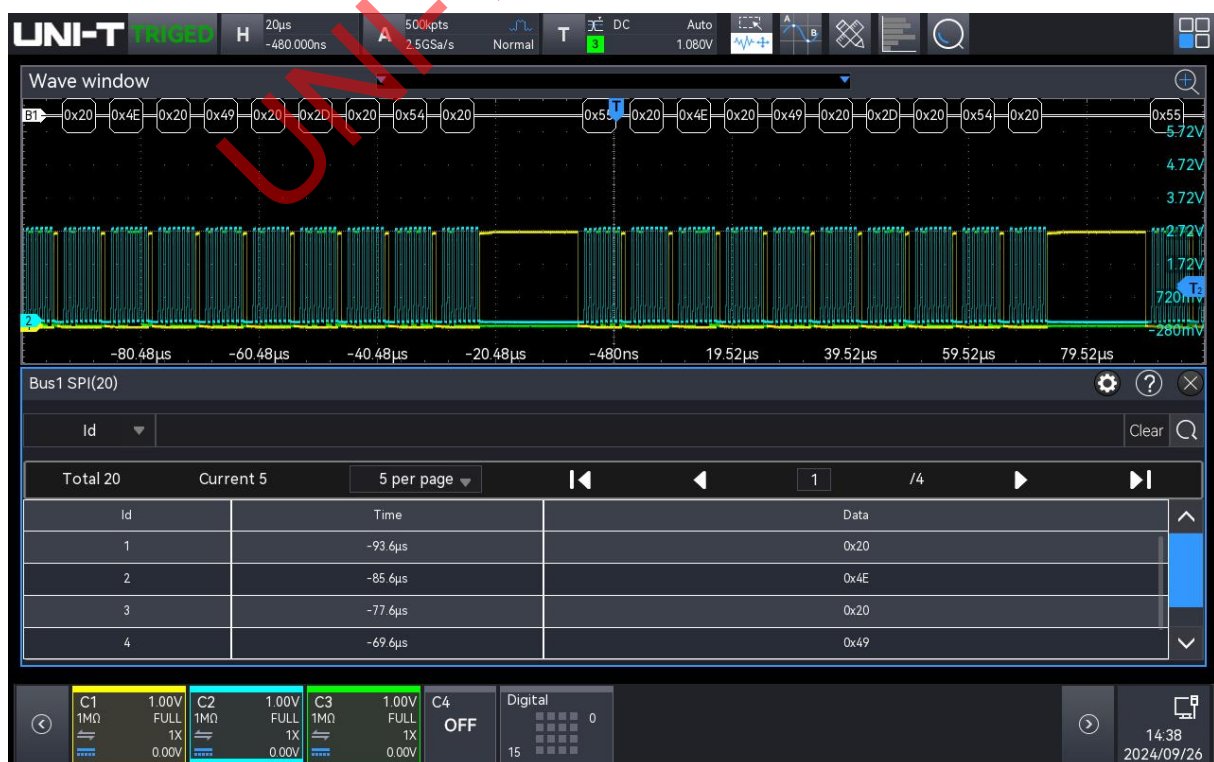 UNI-T TRIGED H 20µs -480.000ns A 500kpts 2.5GSa/s Normal T 3 DC Auto 1.080V A B
Wave window
B1 0x20 0x4E 0x20 0x49 0x20 0x2D 0x20 0x54 0x20 0x55 T 0x20 0x4E 0x20 0x49 0x20 0x2D 0x20 0x54 0x20 0x55
5.72V
4.72V
3.72V
2.72V
1.72V
T2
720mV
2
-280mV
-80.48µs -60.48µs -40.48µs -20.48µs -480ns 19.52µs 39.52µs 59.52µs 79.52µs
Bus1 SPI(20)
Id Clear
Total 20 Current 5 5 per page 1 /4
Id Time Data
1 -93.6µs 0x20
2 -85.6µs 0x4E
3 -77.6µs 0x20
4 -69.6µs 0x49
C1 1.00V C2 1.00V C3 1.00V C4 Digital
1MΩ FULL 1MΩ FULL 1MΩ FULL OFF 0
1X 1X 1X
0.00V 0.00V 0.00V 15
14:38
2024/09/26
UNI-